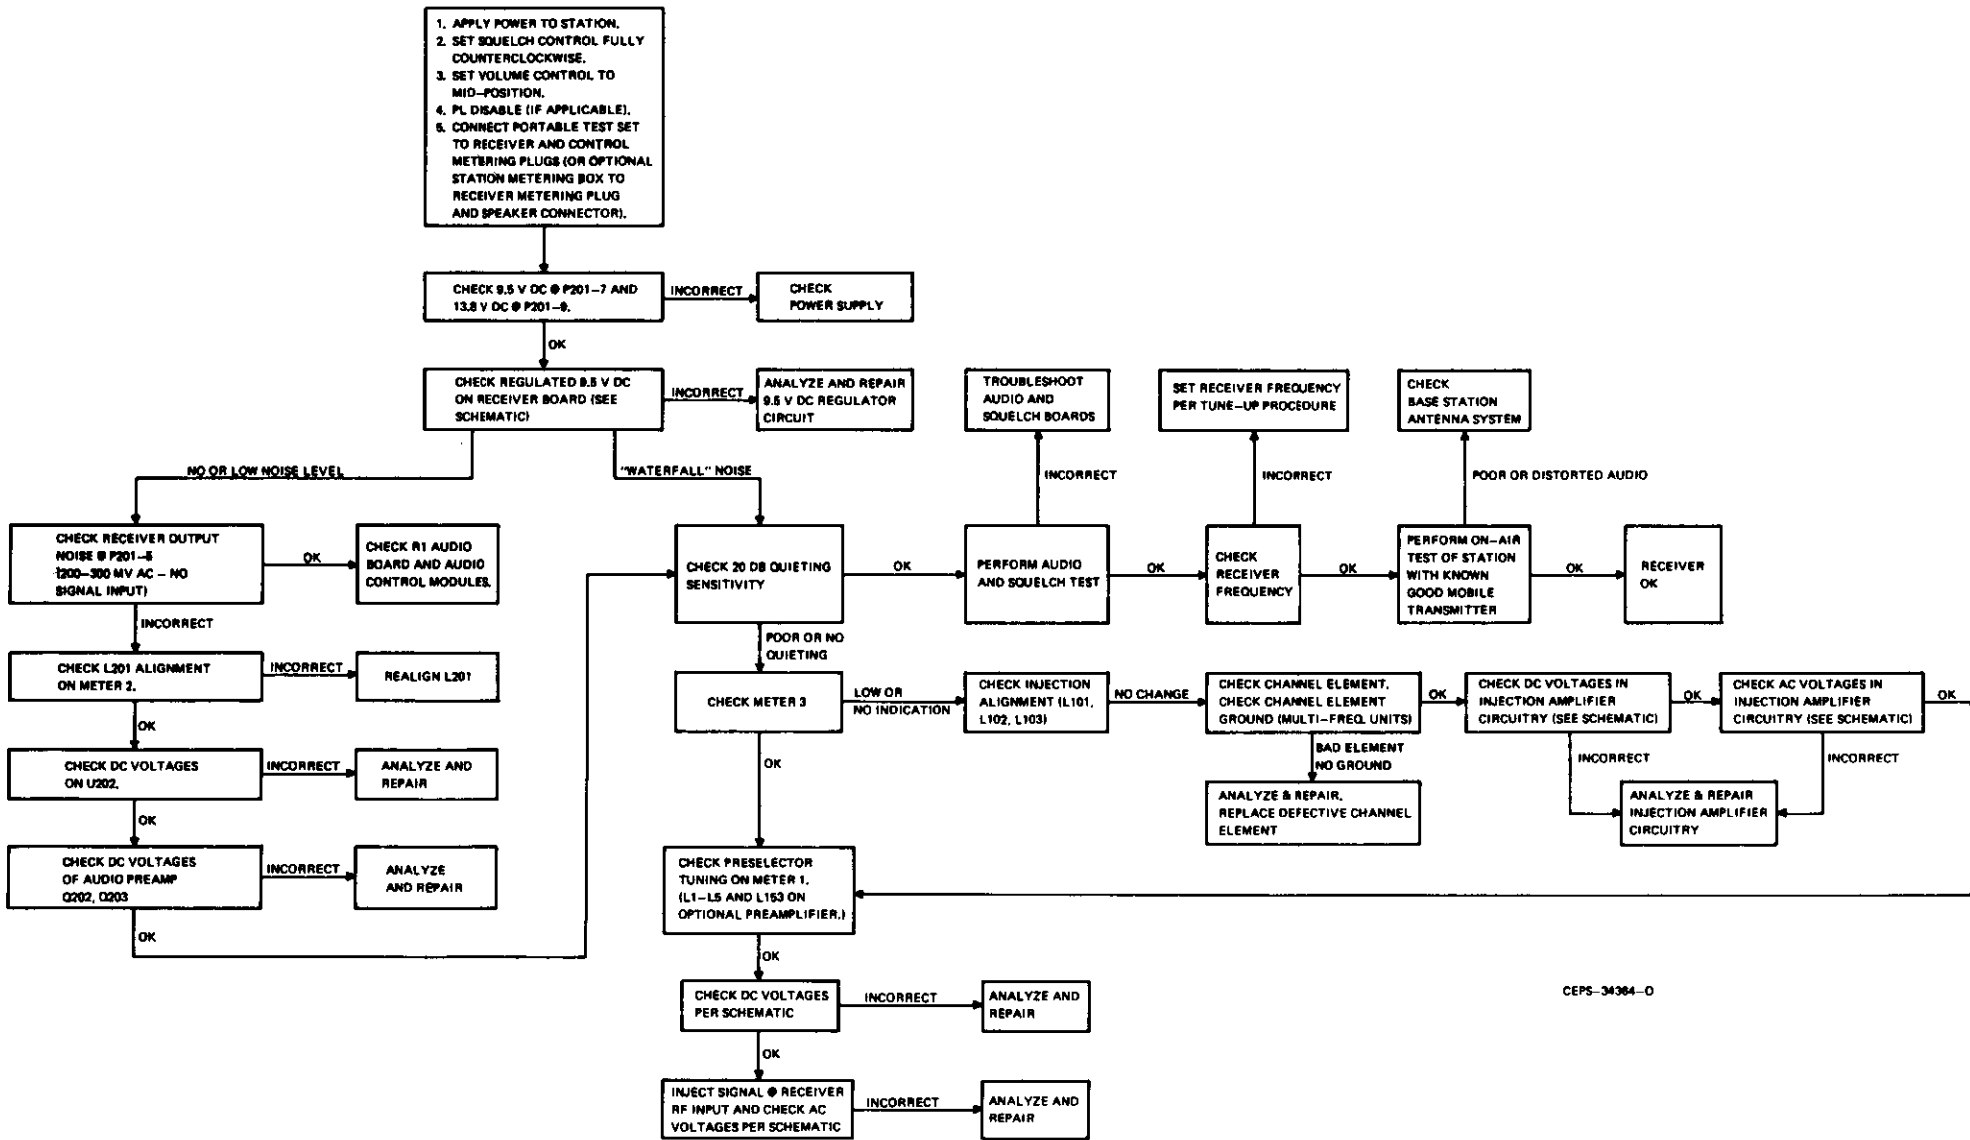 1. APPLY POWER TO STATION.
2. SET SQUELCH CONTROL FULLY
COUNTERCLOCKWISE.
3. SET VOLUME CONTROL TO
MID-POSITION.
4. PL DISABLE (IF APPLICABLE).
5. CONNECT PORTABLE TEST SET
TO RECEIVER AND CONTROL
METERING PLUGS (OR OPTIONAL
STATION METERING BOX TO
RECEIVER METERING PLUG
AND SPEAKER CONNECTOR).
CHECK 9.5 V DC @ P201-7 AND
13.8 V DC @ P201-9.
INCORRECT
CHECK
POWER SUPPLY
OK
CHECK REGULATED 9.5 V DC
ON RECEIVER BOARD (SEE
SCHEMATIC)
INCORRECT
ANALYZE AND REPAIR
9.5 V DC REGULATOR
CIRCUIT
TROUBLESHOOT
AUDIO AND
SQUELCH BOARDS
SET RECEIVER FREQUENCY
PER TUNE-UP PROCEDURE
CHECK
BASE STATION
ANTENNA SYSTEM
NO OR LOW NOISE LEVEL
"WATERFALL" NOISE
INCORRECT
INCORRECT
POOR OR DISTORTED AUDIO
CHECK RECEIVER OUTPUT
NOISE @ P201-5
(200-300 MV AC - NO
SIGNAL INPUT)
OK
CHECK R1 AUDIO
BOARD AND AUDIO
CONTROL MODULES.
CHECK 20 DB QUIETING
SENSITIVITY
OK
PERFORM AUDIO
AND SQUELCH TEST
OK
CHECK
RECEIVER
FREQUENCY
OK
PERFORM ON-AIR
TEST OF STATION
WITH KNOWN
GOOD MOBILE
TRANSMITTER
OK
RECEIVER
OK
INCORRECT
POOR OR NO
QUIETING
CHECK L201 ALIGNMENT
ON METER 2.
INCORRECT
REALIGN L201
CHECK METER 3
LOW OR
NO INDICATION
CHECK INJECTION
ALIGNMENT (L101,
L102, L103)
NO CHANGE
CHECK CHANNEL ELEMENT.
CHECK CHANNEL ELEMENT
GROUND (MULTI-FREQ. UNITS)
OK
CHECK DC VOLTAGES IN
INJECTION AMPLIFIER
CIRCUITRY (SEE SCHEMATIC)
OK
CHECK AC VOLTAGES IN
INJECTION AMPLIFIER
CIRCUITRY (SEE SCHEMATIC)
OK
OK
OK
BAD ELEMENT
NO GROUND
INCORRECT
INCORRECT
CHECK DC VOLTAGES
ON U202.
INCORRECT
ANALYZE AND
REPAIR
ANALYZE & REPAIR.
REPLACE DEFECTIVE CHANNEL
ELEMENT
ANALYZE & REPAIR
INJECTION AMPLIFIER
CIRCUITRY
OK
CHECK DC VOLTAGES
OF AUDIO PREAMP
Q202, Q203
INCORRECT
ANALYZE
AND REPAIR
CHECK PRESELECTOR
TUNING ON METER 1.
(L1-L5 AND L153 ON
OPTIONAL PREAMPLIFIER.)
OK
OK
CHECK DC VOLTAGES
PER SCHEMATIC
INCORRECT
ANALYZE AND
REPAIR
CEPS-34364-O
OK
INJECT SIGNAL @ RECEIVER
RF INPUT AND CHECK AC
VOLTAGES PER SCHEMATIC
INCORRECT
ANALYZE AND
REPAIR